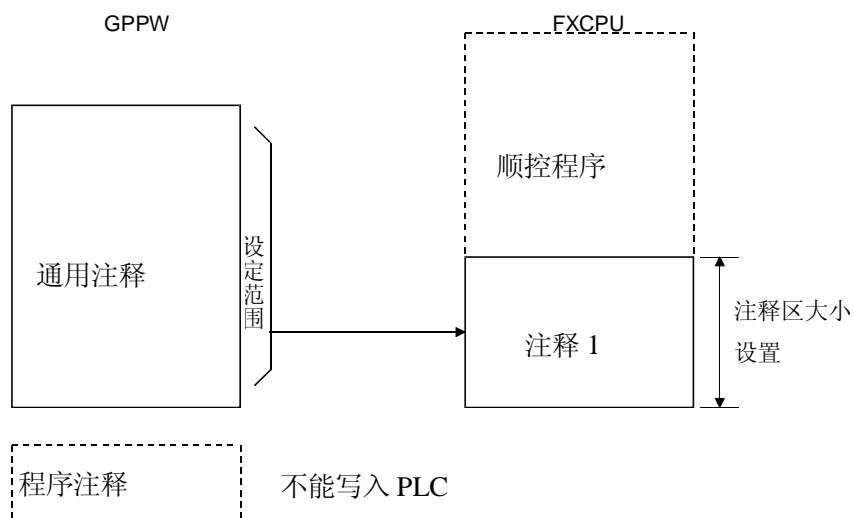 GPPW
FXCPU
顺控程序
通用注释
设定范围
注释 1
注释区大小
设置
程序注释
不能写入 PLC